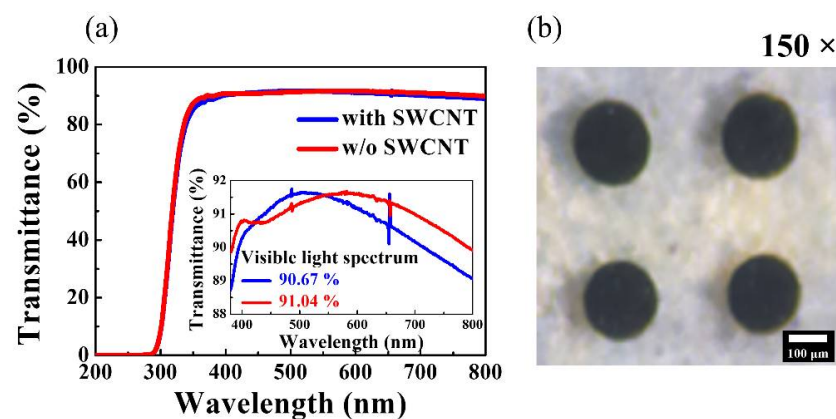 (a)
100
80
60
40
20
0
Transmittance (%)
200 300 400 500 600 700 800
Wavelength (nm)
with SWCNT
w/o SWCNT
92
91
90
89
88
Transmittance (%)
Visible light spectrum
90.67 %
91.04 %
400 500 600 700 800
Wavelength (nm)
(b)
150 ×
100 μm